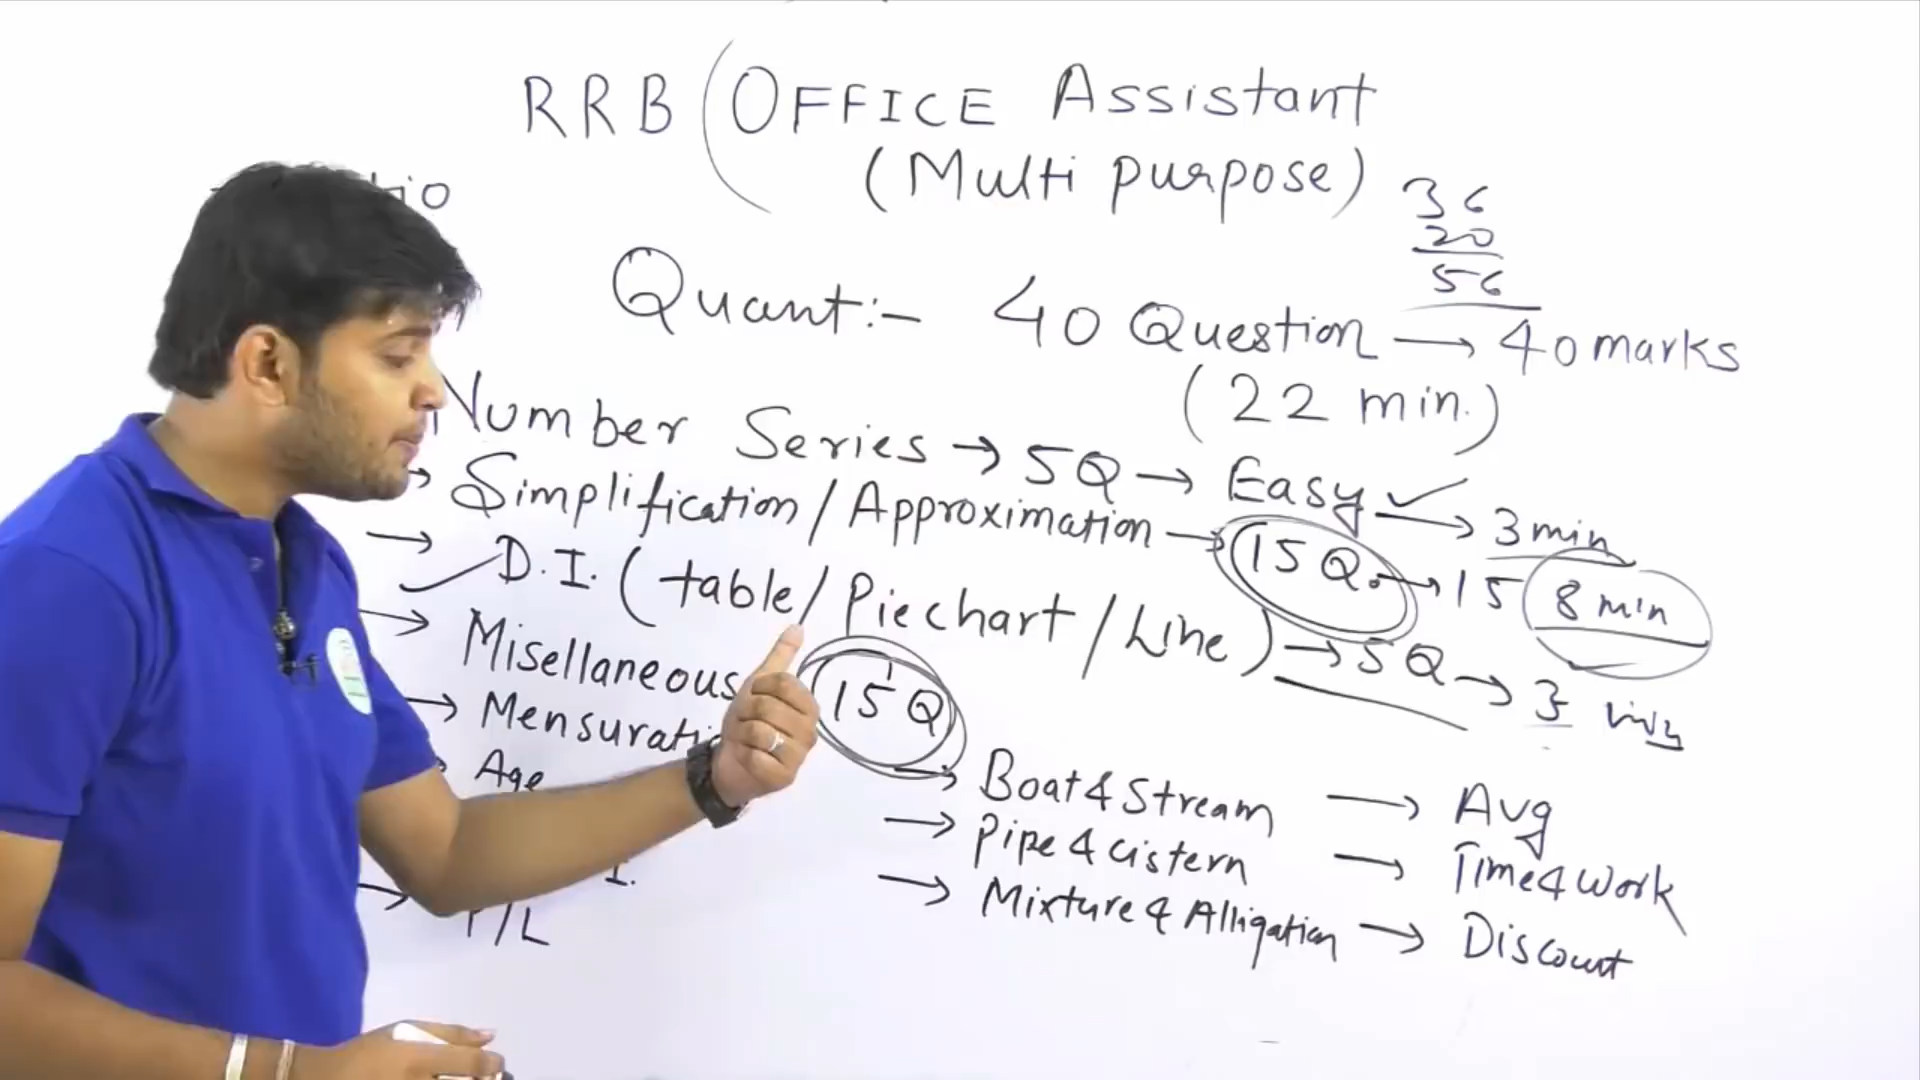 RRB (OFFICE Assistant
(Multi purpose)
36
20
56
Quant:- 40 Question → 40 marks
(22 min.)
Number Series → 5Q → Easy ✓ → 3 min
→ Simplification/Approximation → 15Q. → 15 8 min
→ D.I. (table/Piechart/Line) → 5Q → 3 min
→ Misellaneous 15Q
→ Mensurati
Age
→ Boat & Stream → Avg
→ Pipe & cistern → Time & Work
→ Mixture & Alligation → Discount
I.
→ P/L